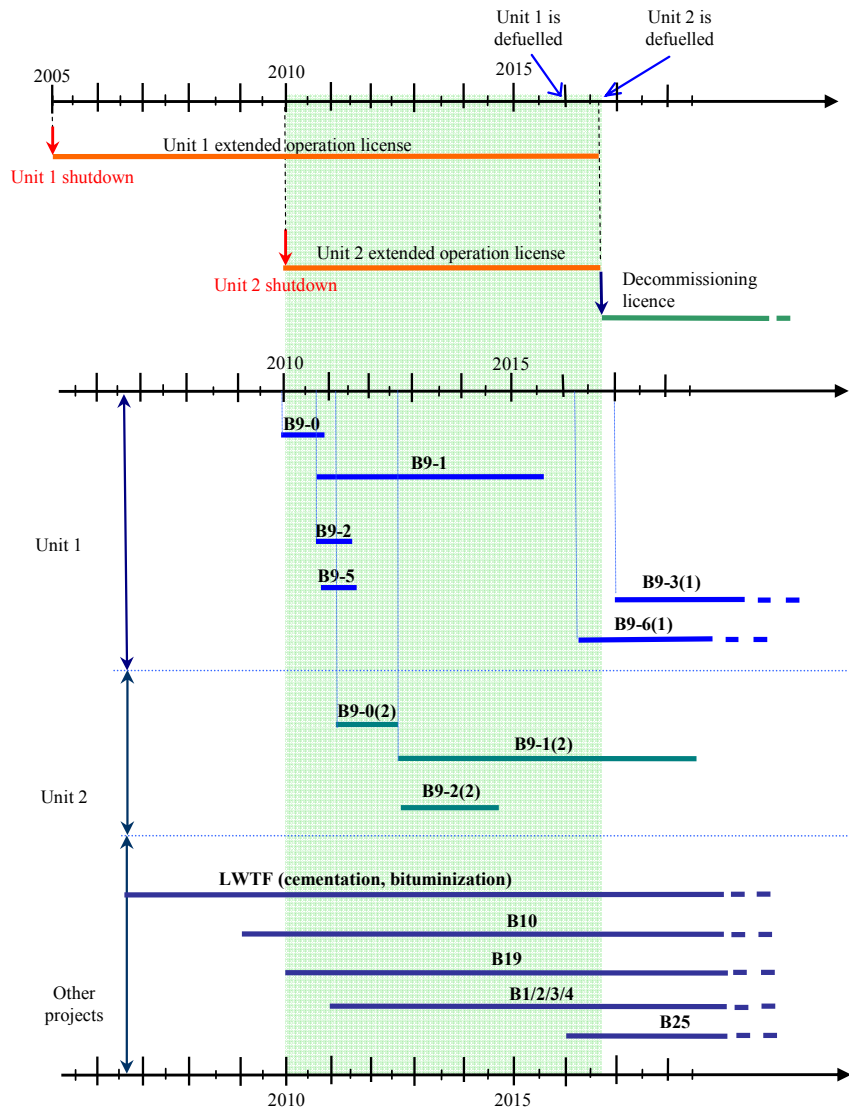 Unit 1 is
defuelled
Unit 2 is
defuelled
2005
2010
2015
Unit 1 extended operation license
Unit 1 shutdown
Unit 2 extended operation license
Unit 2 shutdown
Decommissioning
licence
2010
2015
B9-0
B9-1
B9-2
Unit 1
B9-5
B9-3(1)
B9-6(1)
B9-0(2)
B9-1(2)
Unit 2
B9-2(2)
LWTF (cementation, bituminization)
B10
B19
Other
projects
B1/2/3/4
B25
2010
2015